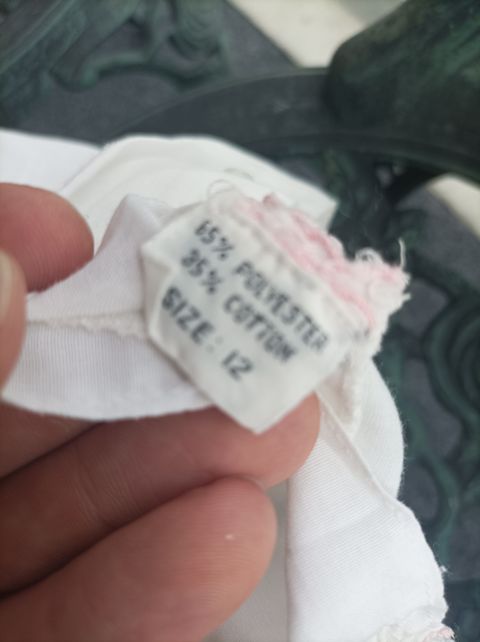 65% POLYESTER
35% COTTON
SIZE: 12